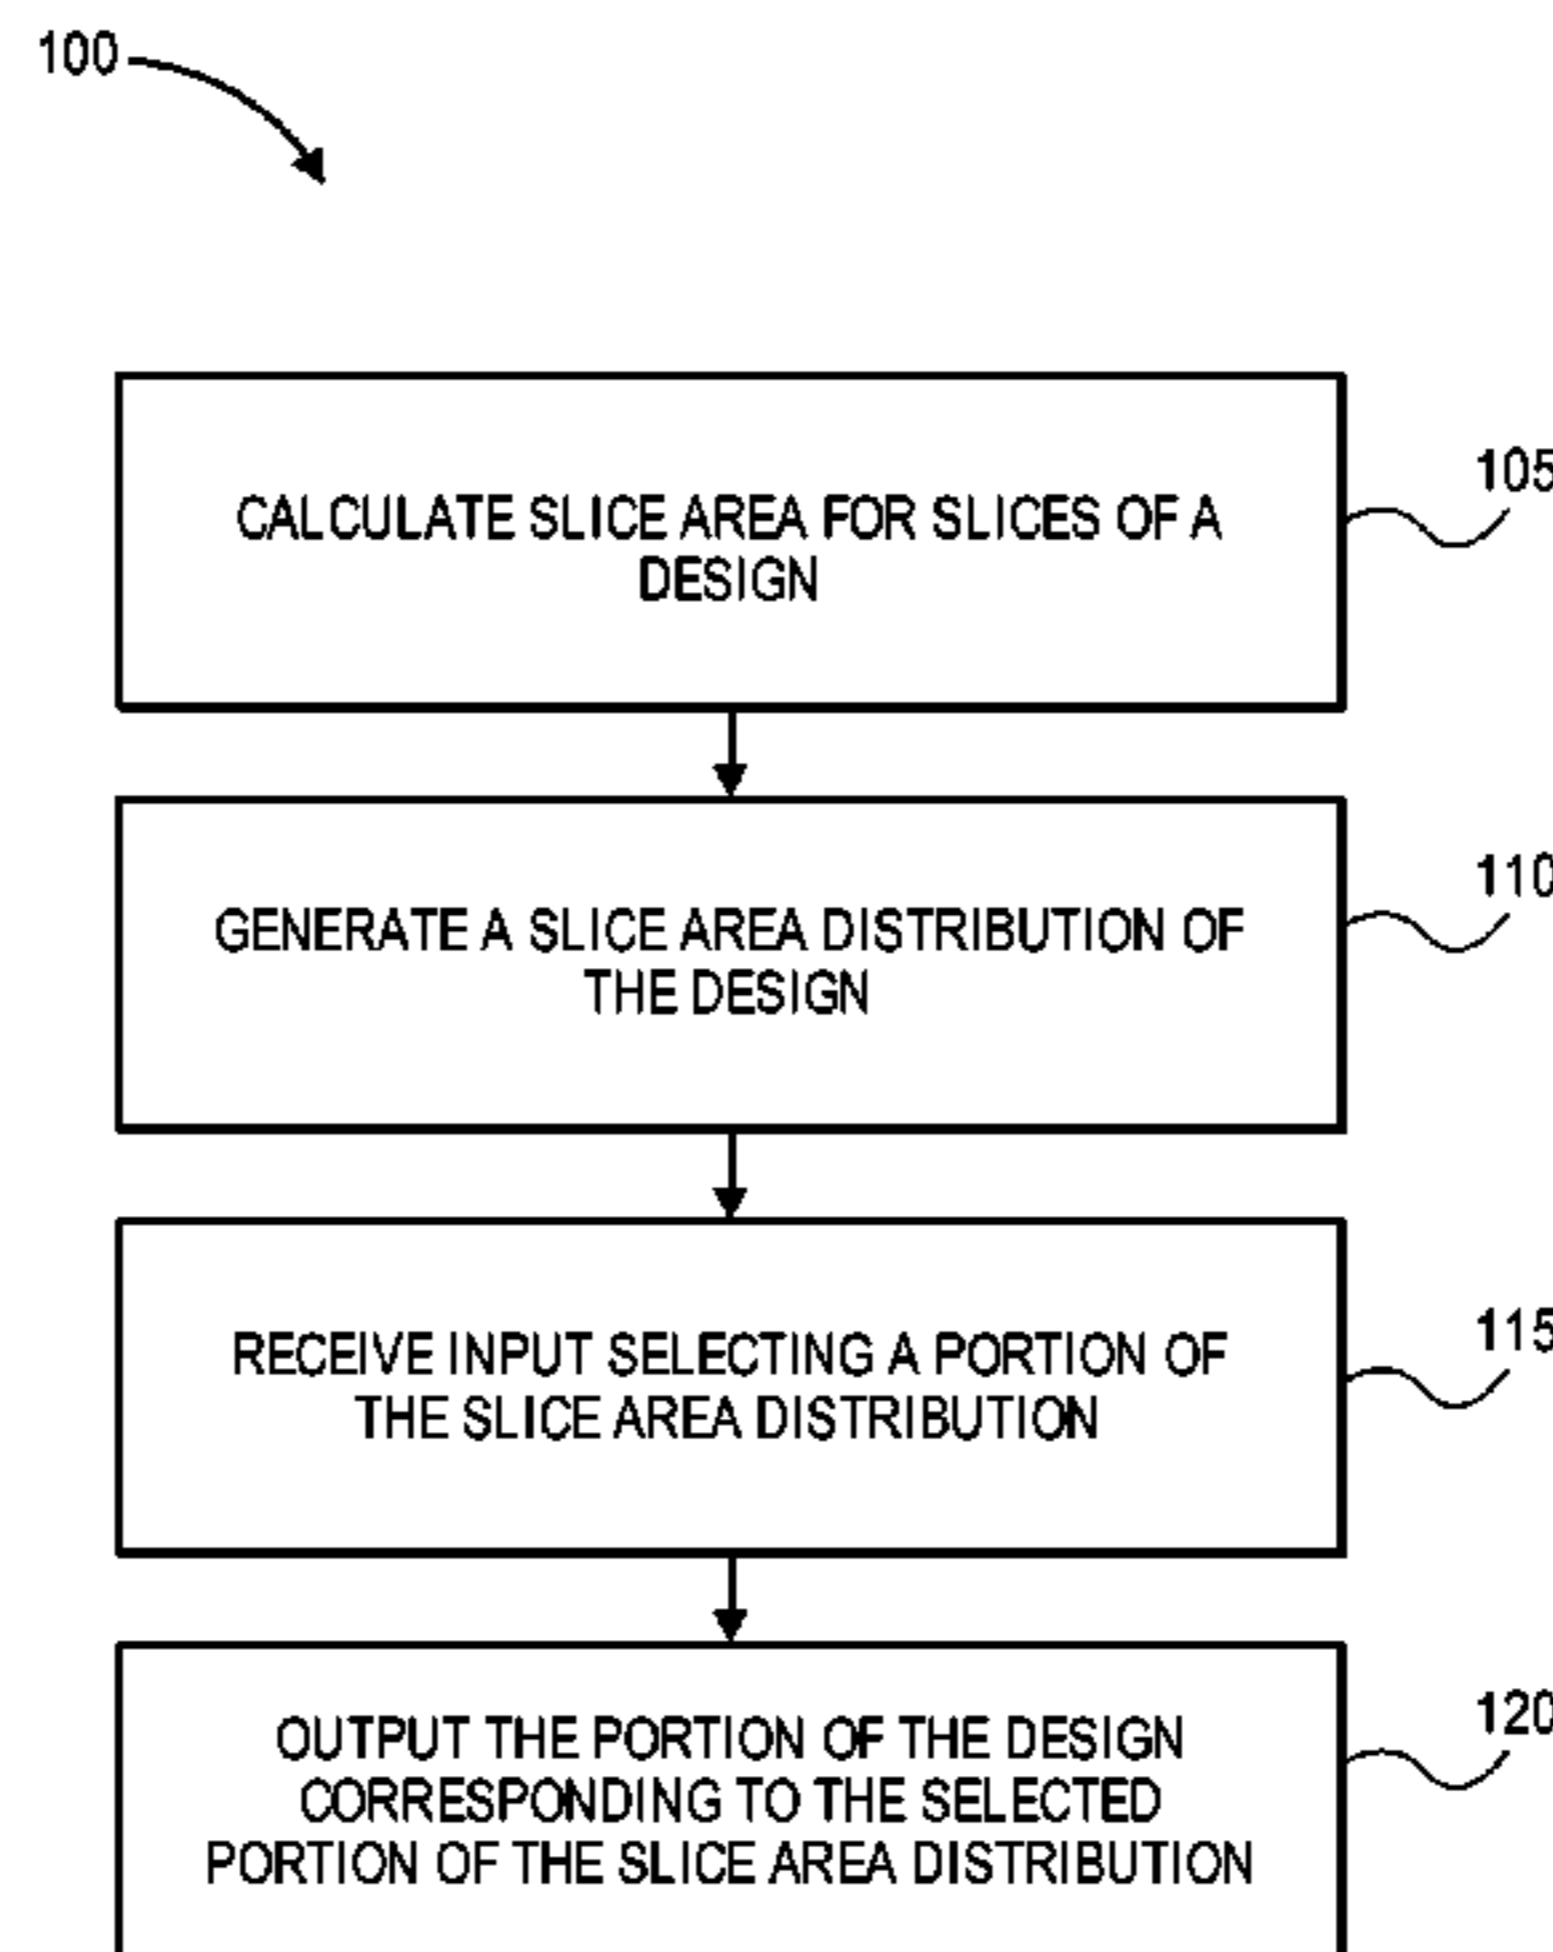 100
CALCULATE SLICE AREA FOR SLICES OF A
DESIGN
105
GENERATE A SLICE AREA DISTRIBUTION OF
THE DESIGN
110
RECEIVE INPUT SELECTING A PORTION OF
THE SLICE AREA DISTRIBUTION
115
OUTPUT THE PORTION OF THE DESIGN
CORRESPONDING TO THE SELECTED
PORTION OF THE SLICE AREA DISTRIBUTION
120